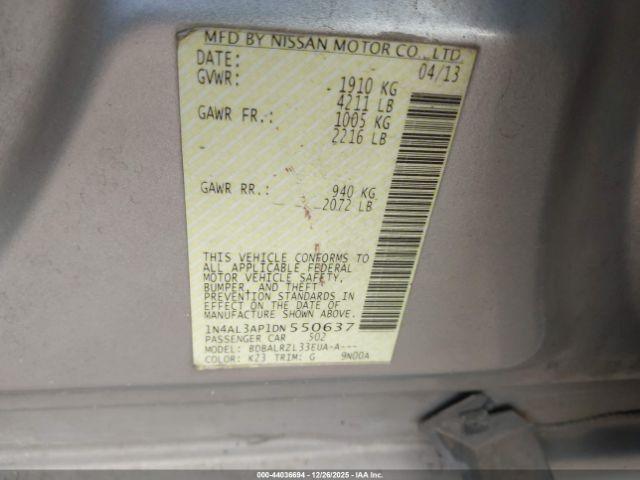 MFD BY NISSAN MOTOR CO., LTD.
DATE: 04/13
GVWR: 1910 KG
4211 LB
GAWR FR.: 1005 KG
2216 LB
GAWR RR.: 940 KG
2072 LB
THIS VEHICLE CONFORMS TO
ALL APPLICABLE FEDERAL
MOTOR VEHICLE SAFETY,
BUMPER, AND THEFT
PREVENTION STANDARDS IN
EFFECT ON THE DATE OF
MANUFACTURE SHOWN ABOVE.
1N4AL3AP1DN550637
PASSENGER CAR 502
MODEL: BDBALRZL33EUA-A---
COLOR: K23 TRIM: G 9N00A
000-44036694 - 12/26/2025 - IAA Inc.